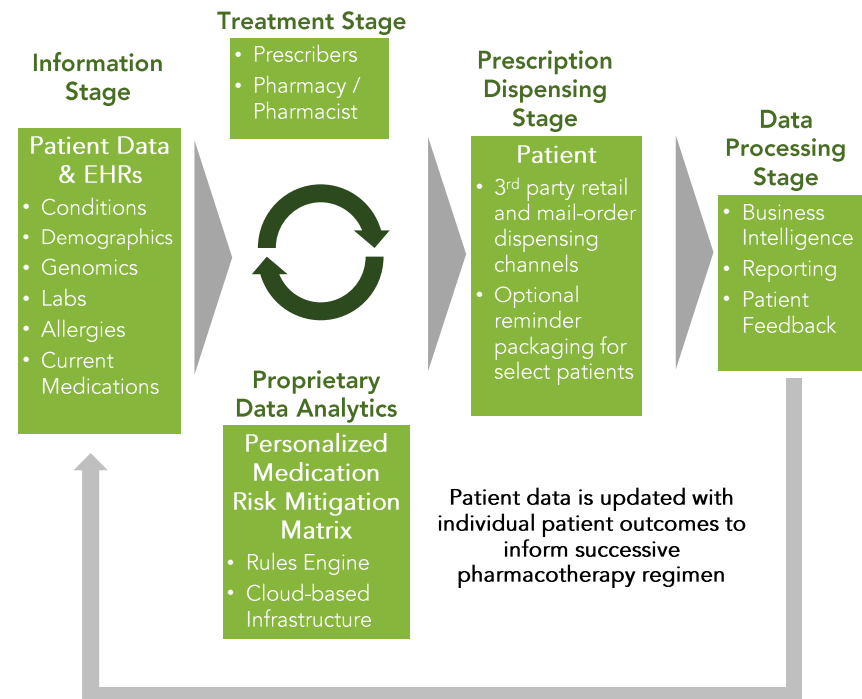 Information
Stage
Patient Data
& EHRs
• Conditions
• Demographics
• Genomics
• Labs
• Allergies
• Current
Medications
Treatment Stage
• Prescribers
• Pharmacy /
Pharmacist
Proprietary
Data Analytics
Personalized
Medication
Risk Mitigation
Matrix
• Rules Engine
• Cloud-based
Infrastructure
Prescription
Dispensing
Stage
Patient
• 3rd party retail
and mail-order
dispensing
channels
• Optional
reminder
packaging for
select patients
Data
Processing
Stage
• Business
Intelligence
• Reporting
• Patient
Feedback
Patient data is updated with
individual patient outcomes to
inform successive
pharmacotherapy regimen